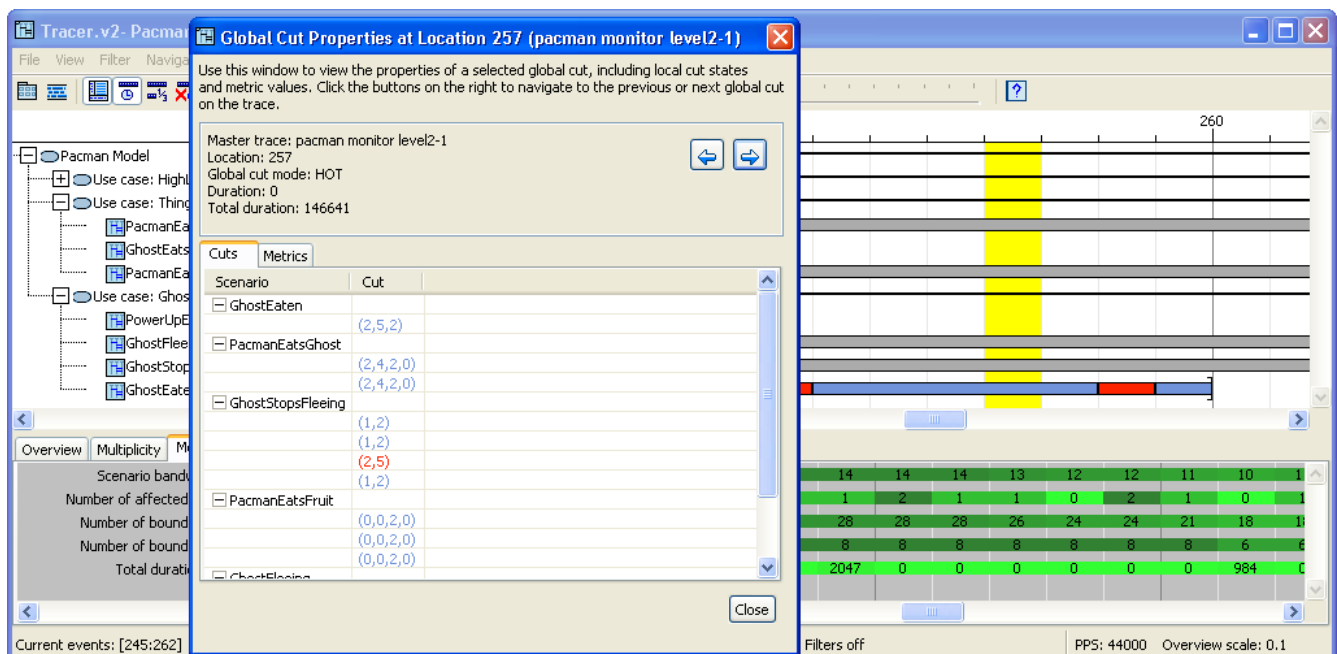 Tracer.v2- Pacma
Global Cut Properties at Location 257 (pacman monitor level2-1)
File View Filter Naviga
Use this window to view the properties of a selected global cut, including local cut states
and metric values. Click the buttons on the right to navigate to the previous or next global cut
on the trace.
260
Master trace: pacman monitor level2-1
Location: 257
Global cut mode: HOT
Duration: 0
Total duration: 146641
Pacman Model
Use case: HighL
Use case: Thing
PacmanEa
GhostEats
PacmanEa
Use case: Ghos
PowerUpE
GhostFlee
GhostStop
GhostEate
Cuts Metrics
Scenario Cut
GhostEaten
(2,5,2)
PacmanEatsGhost
(2,4,2,0)
(2,4,2,0)
GhostStopsFleeing
(1,2)
(1,2)
(2,5)
(1,2)
PacmanEatsFruit
(0,0,2,0)
(0,0,2,0)
(0,0,2,0)
GhostFleeing
Close
Overview Multiplicity M
Scenario bandw 14 14 14 13 12 12 11 10 1
Number of affected 1 2 1 1 0 2 1 0 1
Number of bound 28 28 28 26 24 24 21 18 1
Number of bound 8 8 8 8 8 8 8 6 6
Total duratio 2047 0 0 0 0 0 0 984 0
Current events: [245:262] Filters off PPS: 44000 Overview scale: 0.1